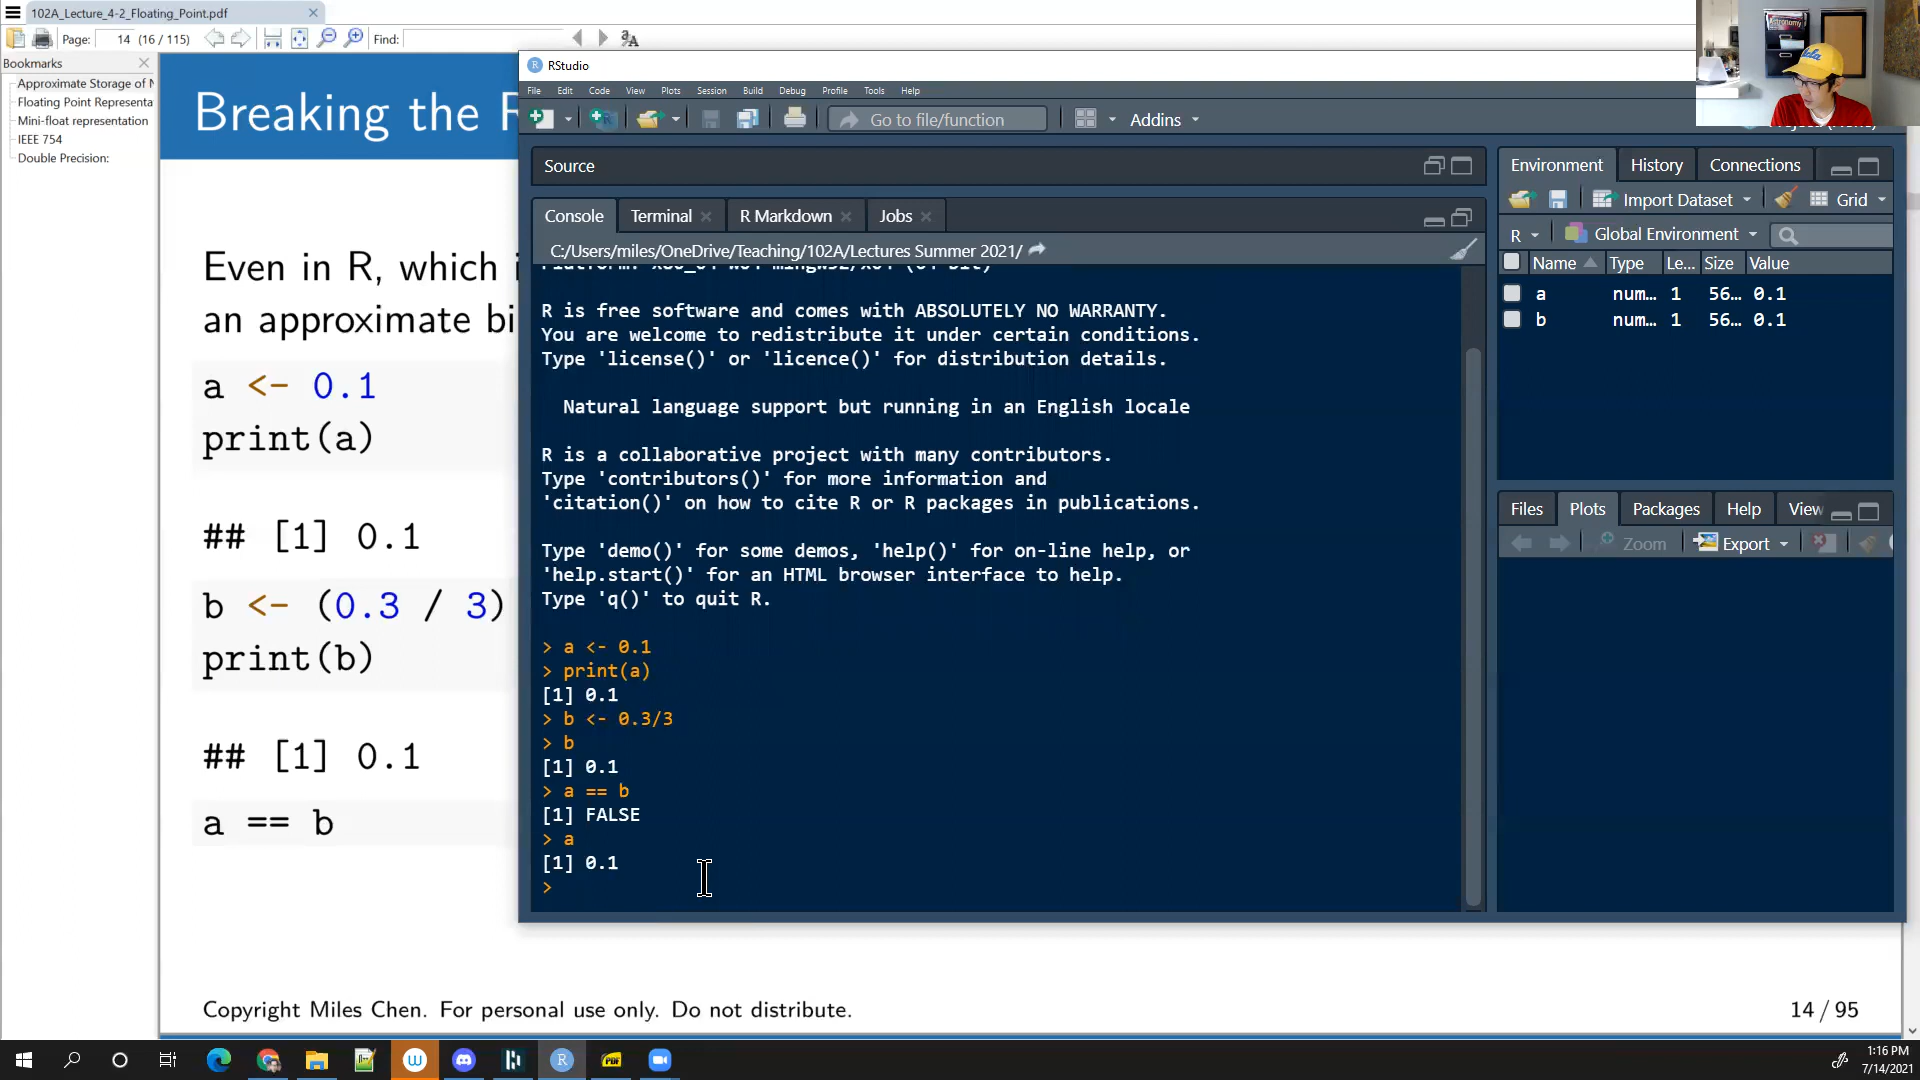 102A_Lecture_4-2_Floating_Point.pdf
Page: 14 (16 / 115) Find:
Bookmarks
Approximate Storage of N
Floating Point Representa
Mini-float representation
IEEE 754
Double Precision:
Breaking the R
Even in R, which i
an approximate bi
a <- 0.1
print(a)
## [1] 0.1
b <- (0.3 / 3)
print(b)
## [1] 0.1
a == b
Copyright Miles Chen. For personal use only. Do not distribute.
14 / 95
RStudio
File Edit Code View Plots Session Build Debug Profile Tools Help
Go to file/function Addins
Source
Console Terminal R Markdown Jobs
C:/Users/miles/OneDrive/Teaching/102A/Lectures Summer 2021/
R is free software and comes with ABSOLUTELY NO WARRANTY.
You are welcome to redistribute it under certain conditions.
Type 'license()' or 'licence()' for distribution details.
Natural language support but running in an English locale
R is a collaborative project with many contributors.
Type 'contributors()' for more information and
'citation()' on how to cite R or R packages in publications.
Type 'demo()' for some demos, 'help()' for on-line help, or
'help.start()' for an HTML browser interface to help.
Type 'q()' to quit R.
> a <- 0.1
> print(a)
[1] 0.1
> b <- 0.3/3
> b
[1] 0.1
> a == b
[1] FALSE
> a
[1] 0.1
>
Environment History Connections
Import Dataset Grid
R Global Environment
Name Type Le... Size Value
a num... 1 56... 0.1
b num... 1 56... 0.1
Files Plots Packages Help View
Zoom Export
1:16 PM
7/14/2021